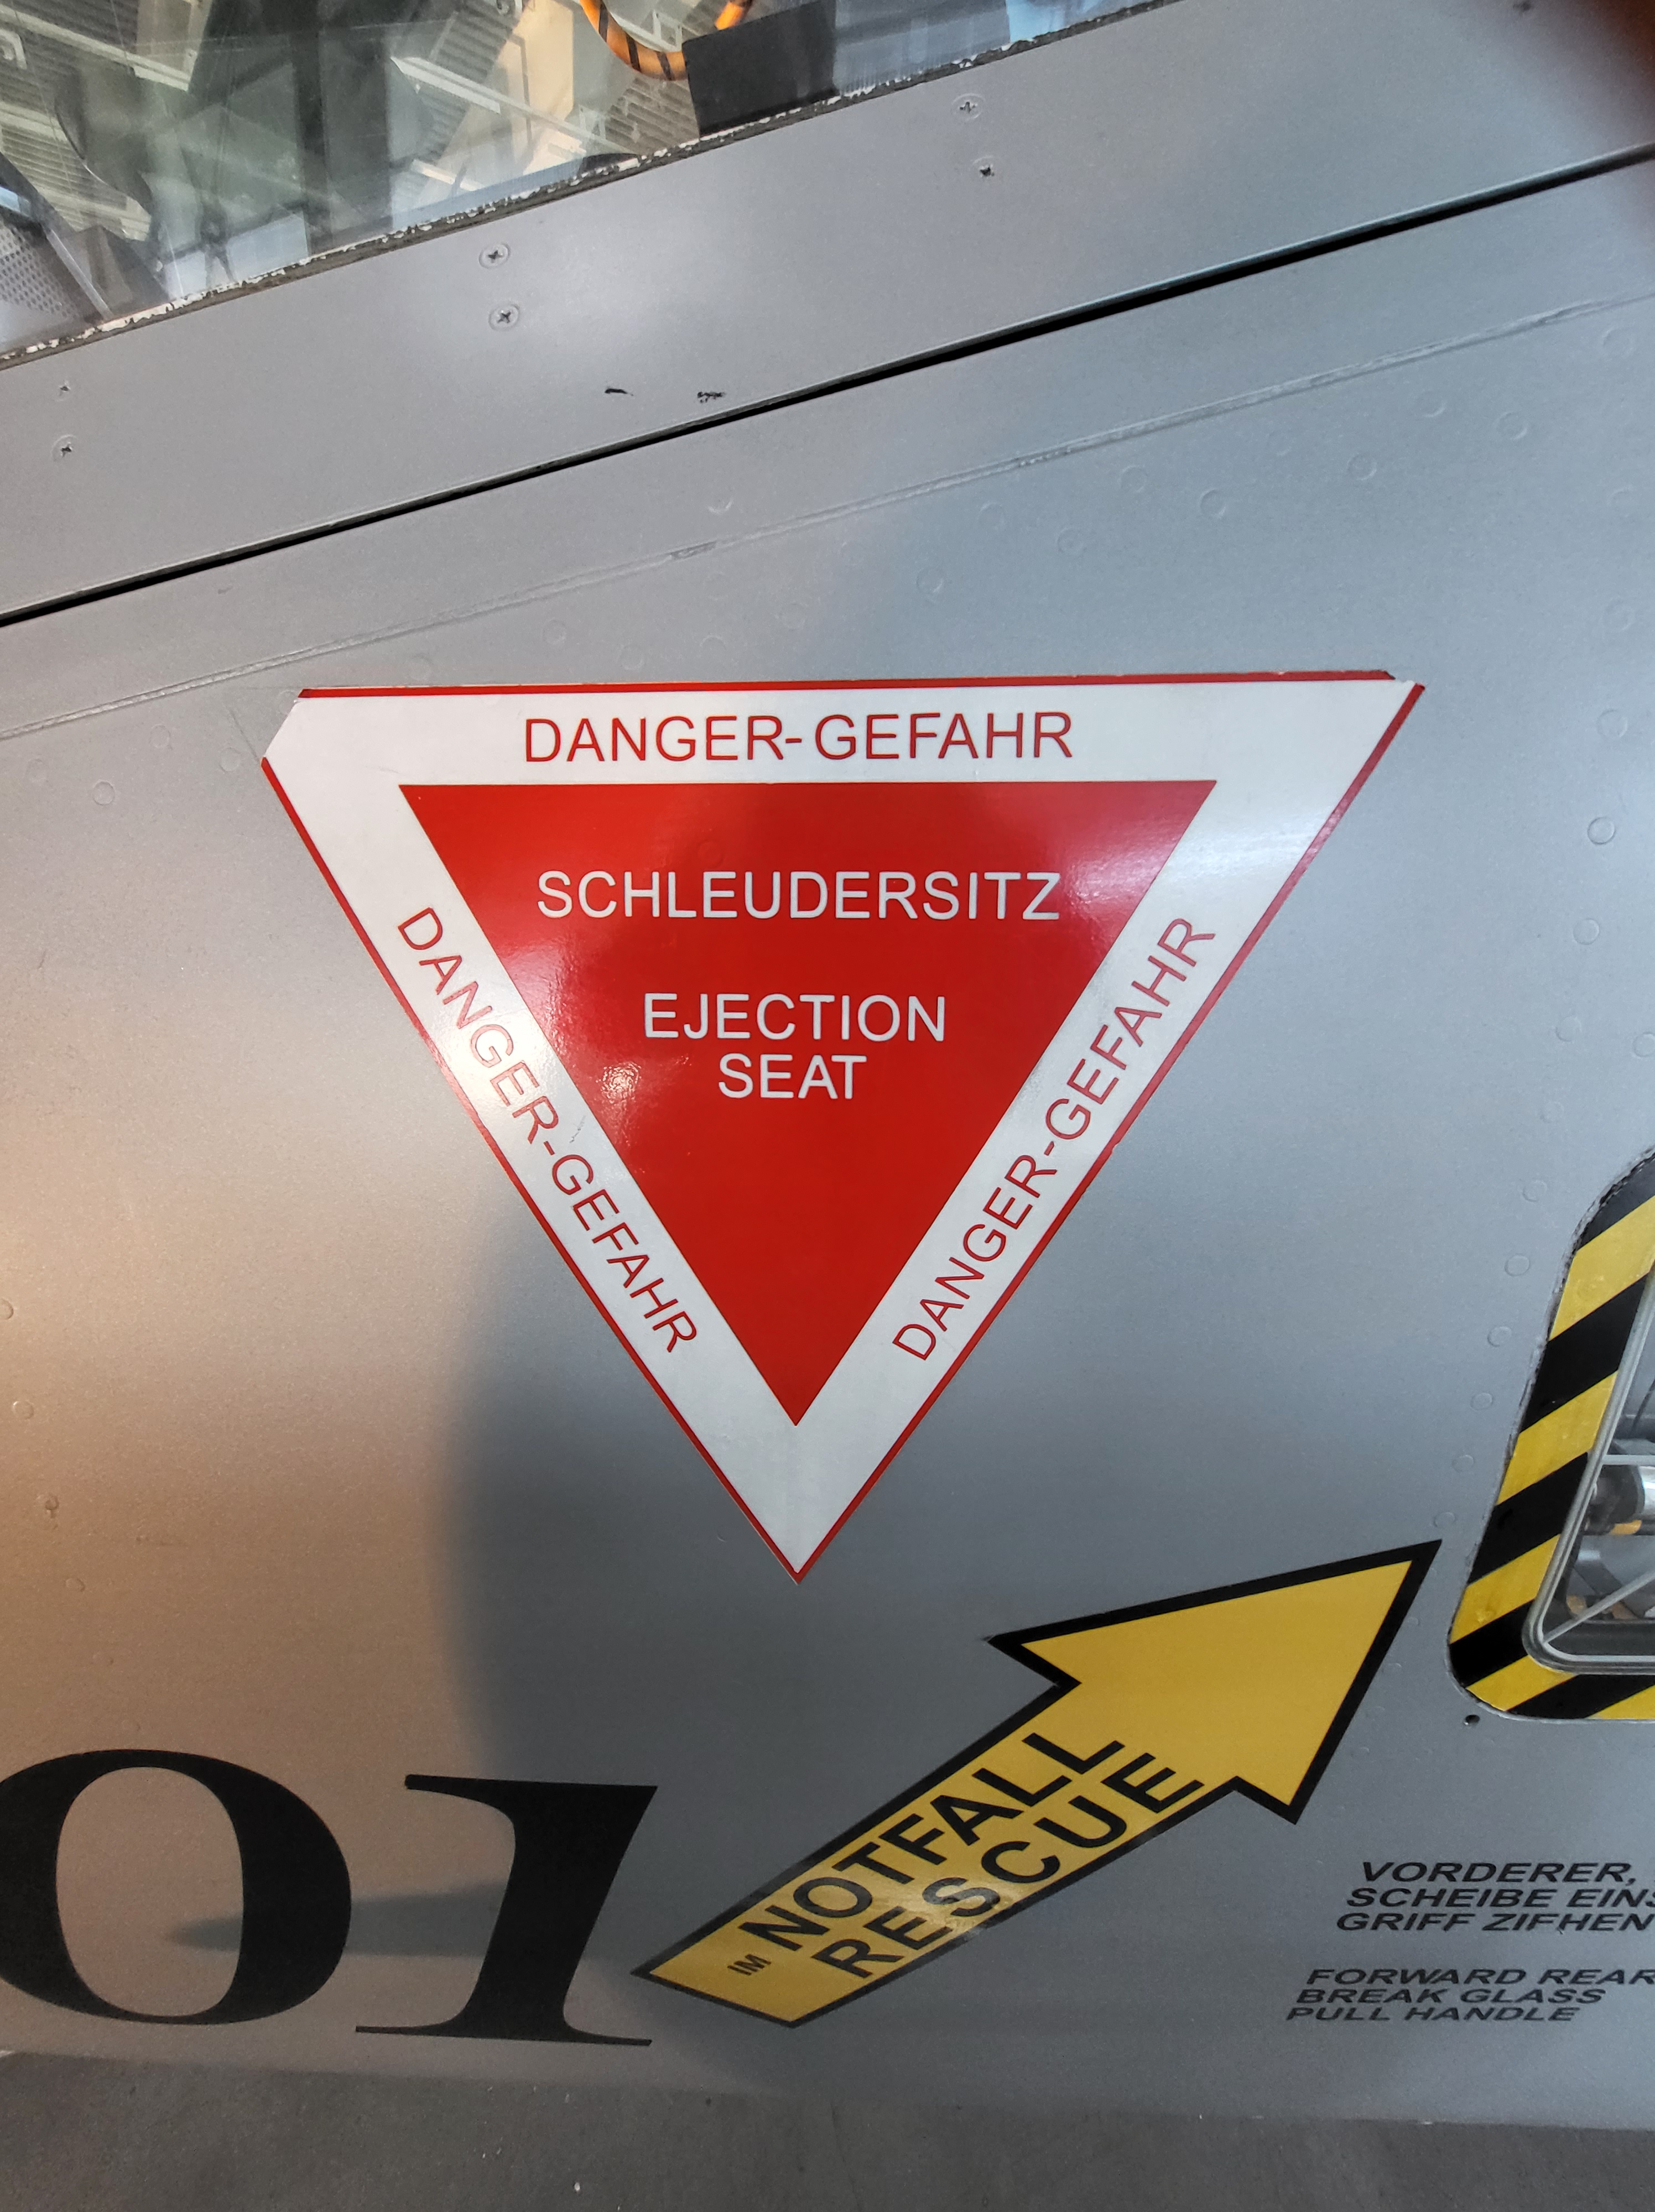 DANGER-GEFAHR
SCHLEUDERSITZ
EJECTION
SEAT
DANGER-GEFAHR
DANGER-GEFAHR
01
IM NOTFALL
RESCUE
VORDERER,
SCHEIBE EINS
GRIFF ZIFHEN
FORWARD REAR
BREAK GLASS
PULL HANDLE